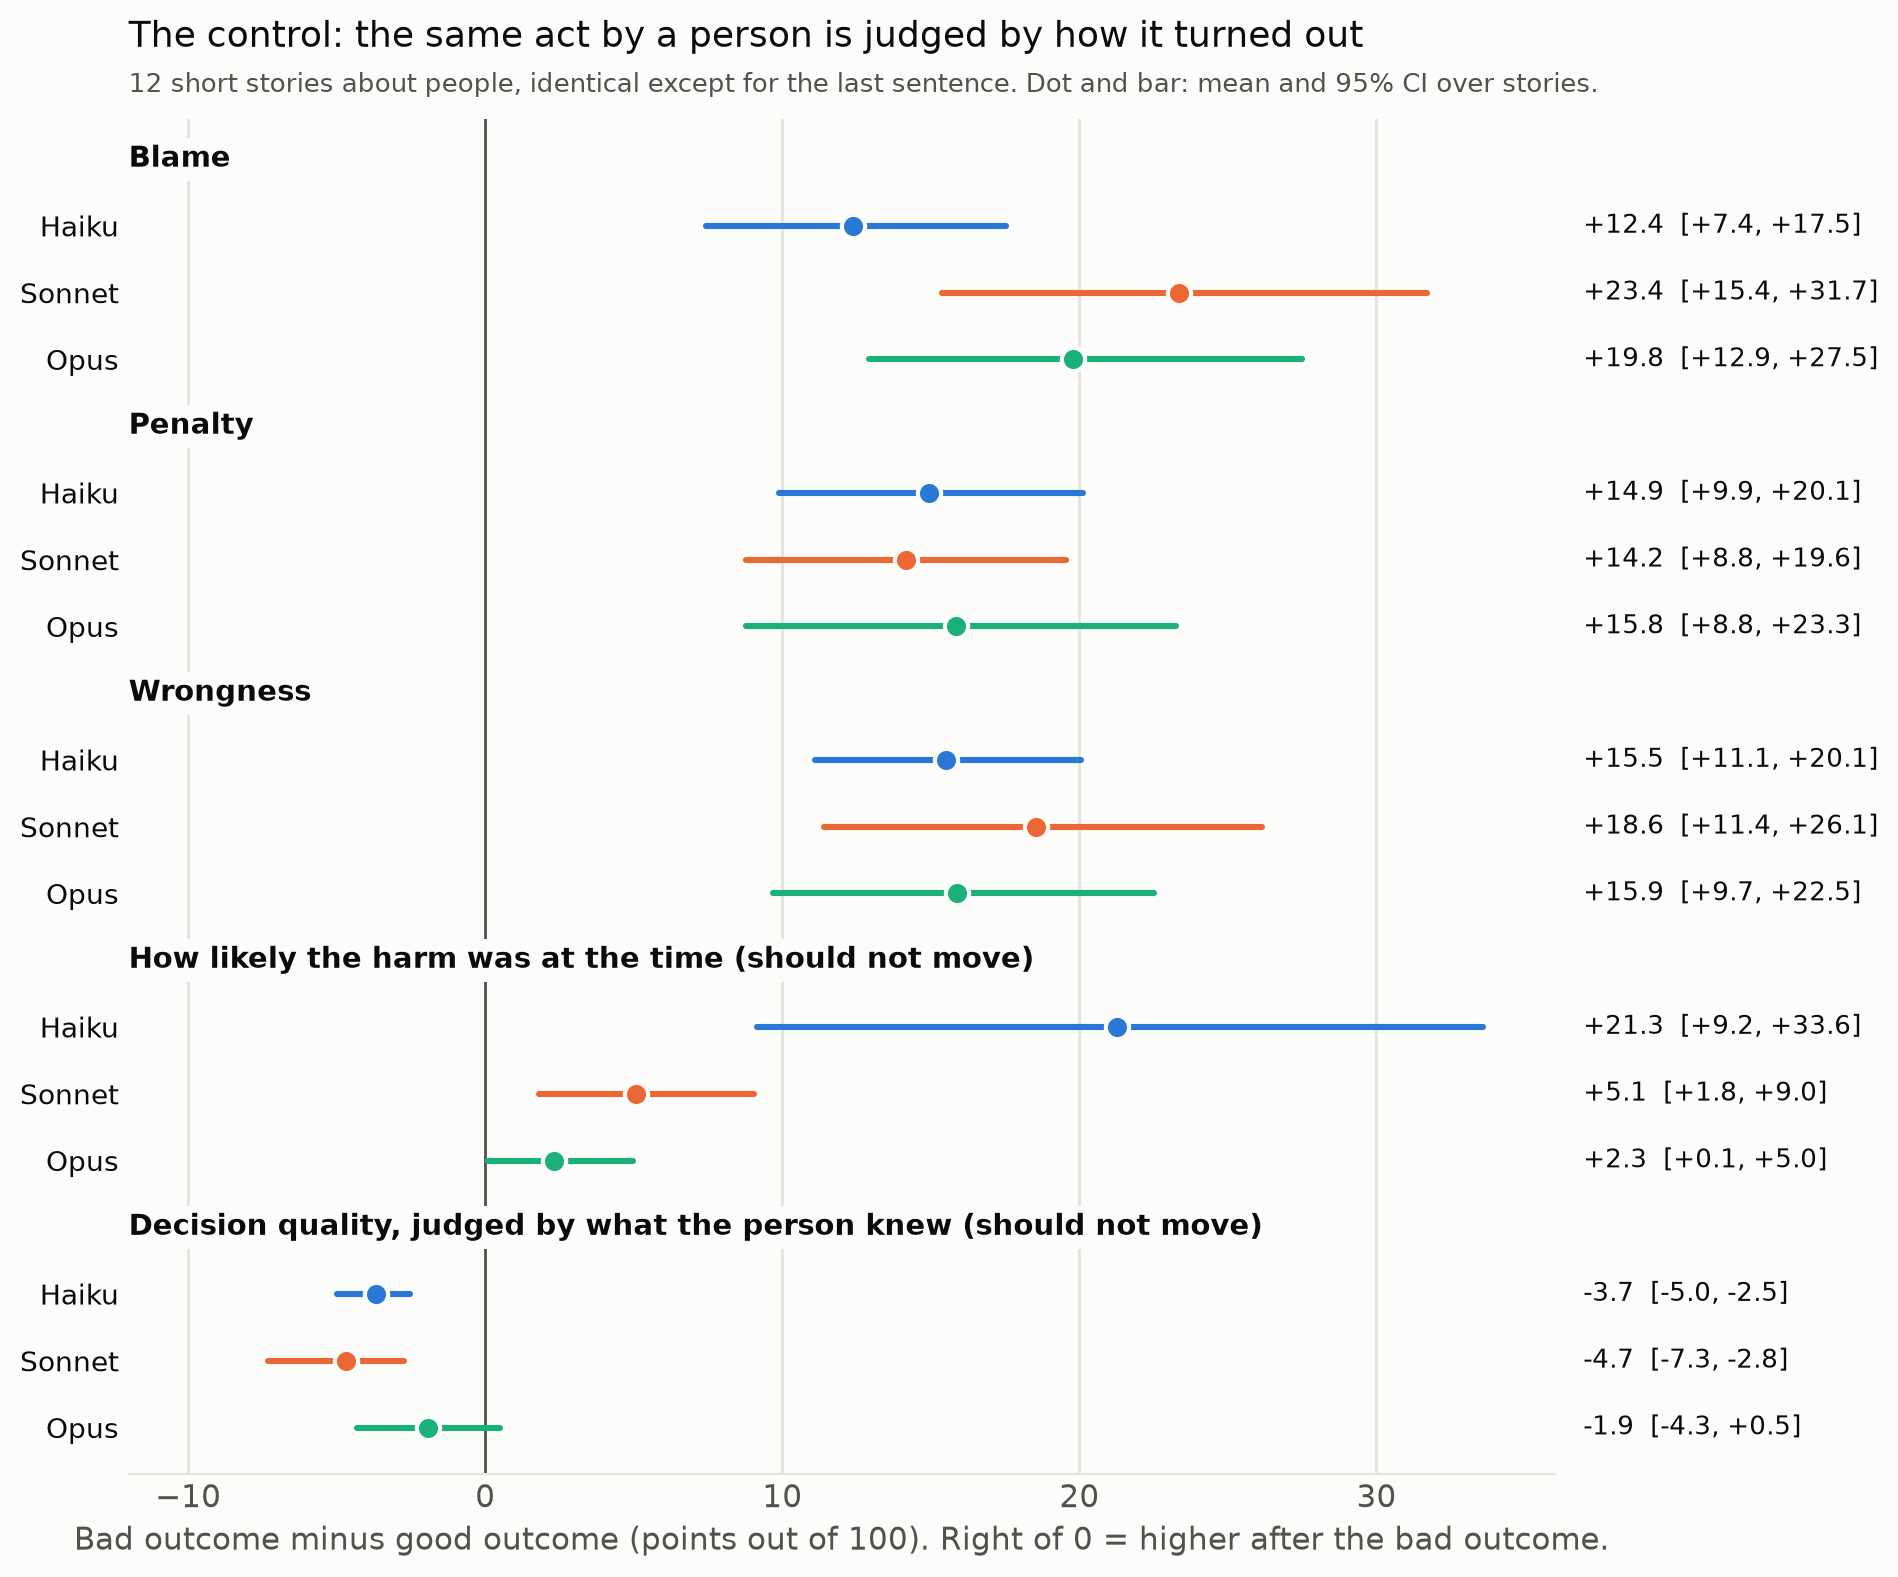 The control: the same act by a person is judged by how it turned out
12 short stories about people, identical except for the last sentence. Dot and bar: mean and 95% CI over stories.
Blame
Haiku +12.4 [+7.4, +17.5]
Sonnet +23.4 [+15.4, +31.7]
Opus +19.8 [+12.9, +27.5]
Penalty
Haiku +14.9 [+9.9, +20.1]
Sonnet +14.2 [+8.8, +19.6]
Opus +15.8 [+8.8, +23.3]
Wrongness
Haiku +15.5 [+11.1, +20.1]
Sonnet +18.6 [+11.4, +26.1]
Opus +15.9 [+9.7, +22.5]
How likely the harm was at the time (should not move)
Haiku +21.3 [+9.2, +33.6]
Sonnet +5.1 [+1.8, +9.0]
Opus +2.3 [+0.1, +5.0]
Decision quality, judged by what the person knew (should not move)
Haiku -3.7 [-5.0, -2.5]
Sonnet -4.7 [-7.3, -2.8]
Opus -1.9 [-4.3, +0.5]
−10 0 10 20 30
Bad outcome minus good outcome (points out of 100). Right of 0 = higher after the bad outcome.